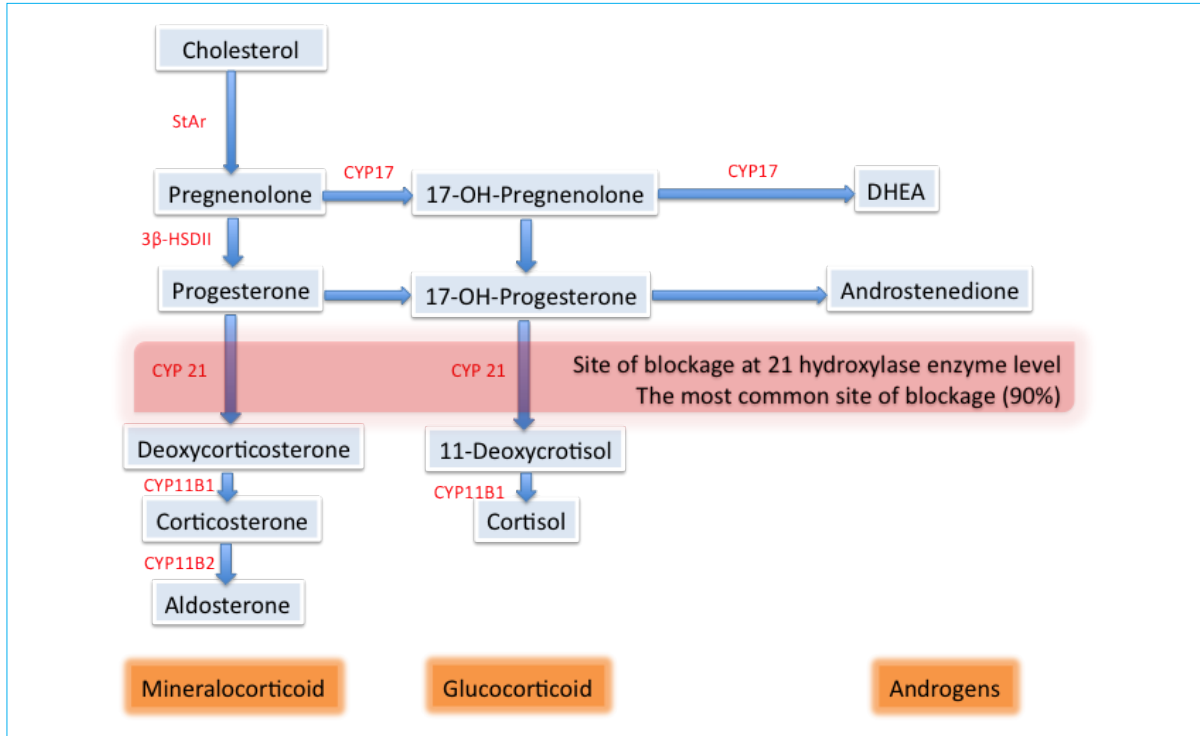 Cholesterol
StAr
CYP17
CYP17
Pregnenolone
17-OH-Pregnenolone
DHEA
3β-HSDII
Progesterone
17-OH-Progesterone
Androstenedione
CYP 21
CYP 21
Site of blockage at 21 hydroxylase enzyme level
The most common site of blockage (90%)
Deoxycorticosterone
11-Deoxycrotisol
CYP11B1
CYP11B1
Corticosterone
Cortisol
CYP11B2
Aldosterone
Mineralocorticoid
Glucocorticoid
Androgens